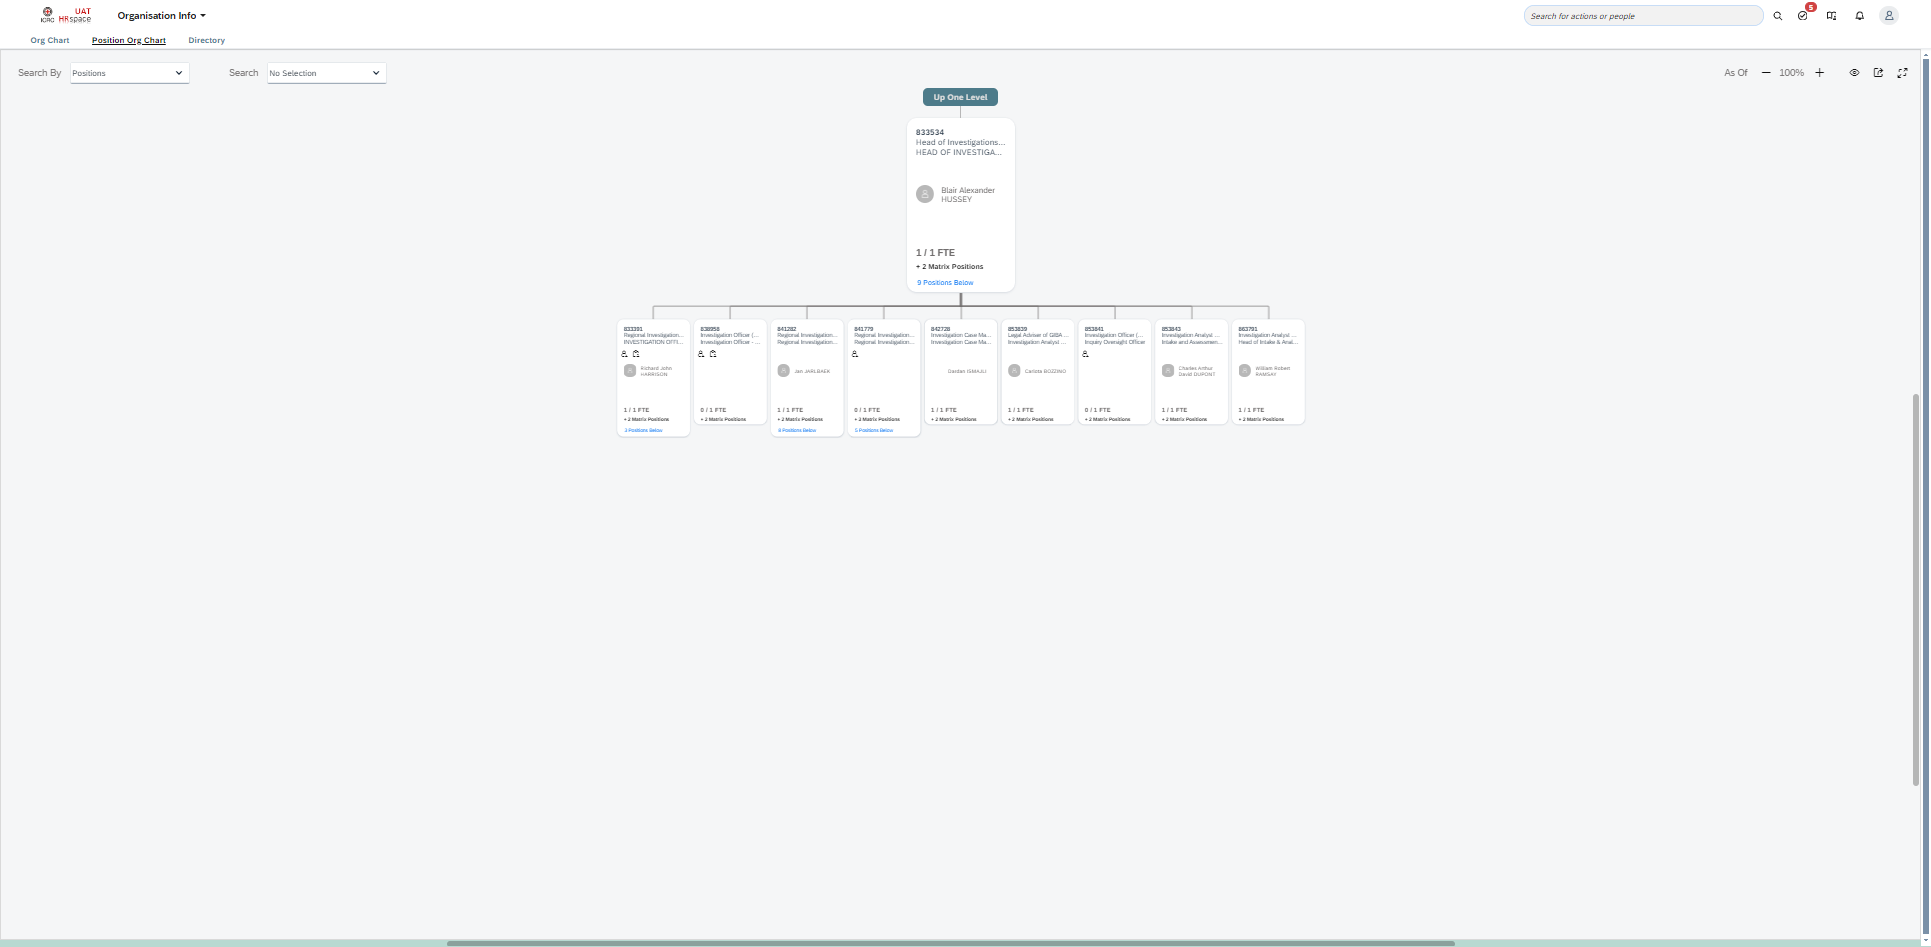 UAT
ICRC HRspace
Organisation Info
Search for actions or people
5
Org Chart
Position Org Chart
Directory
Search By
Positions
Search
No Selection
As Of
100%
Up One Level
833534
Head of Investigations...
HEAD OF INVESTIGA...
Blair Alexander
HUSSEY
1 / 1 FTE
+ 2 Matrix Positions
9 Positions Below
833391
Regional Investigation...
INVESTIGATION OFFI...
Richard John
HARRISON
1 / 1 FTE
+ 2 Matrix Positions
3 Positions Below
838958
Investigation Officer (...
Investigation Officer - ...
0 / 1 FTE
+ 2 Matrix Positions
841282
Regional Investigation...
Regional Investigation...
Jan JARLBAEK
1 / 1 FTE
+ 2 Matrix Positions
Positions Below
841779
Regional Investigation...
Regional Investigation...
0 / 1 FTE
+ 2 Matrix Positions
5 Positions Below
842728
Investigation Case Ma...
Investigation Case Ma...
Dardan ISMAJLI
1 / 1 FTE
+ 2 Matrix Positions
853839
Legal Adviser of GIBA ...
Investigation Analyst ...
Carlota BOZZINO
1 / 1 FTE
+ 2 Matrix Positions
853841
Investigation Officer (...
Inquiry Oversight Officer
0 / 1 FTE
+ 2 Matrix Positions
853843
Investigation Analyst ...
Intake and Assessmen...
Charles Arthur
David DUPONT
1 / 1 FTE
+ 2 Matrix Positions
863791
Investigation Analyst ...
Head of Intake & Anal...
William Robert
RAMSAY
1 / 1 FTE
+ 2 Matrix Positions